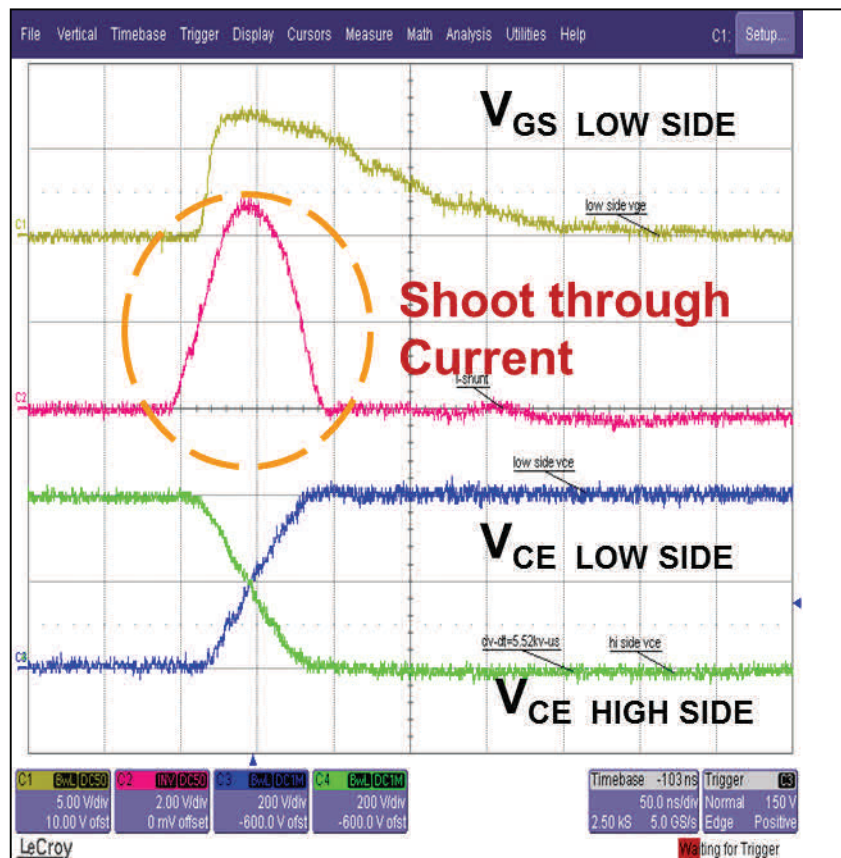 File Vertical Timebase Trigger Display Cursors Measure Math Analysis Utilities Help C1: Setup...
V GS LOW SIDE
C1
low side vge
Shoot through
Current
i-shunt
C2
low side vce
V CE LOW SIDE
dv-dt=5.52kv-us hi side vce
C3
V CE HIGH SIDE
C1 BwL DC50 C2 INV DC50 C3 BwL DC1M C4 BwL DC1M Timebase -103 ns Trigger C3
5.00 V/div 2.00 V/div 200 V/div 200 V/div 50.0 ns/div Normal 150 V
10.00 V ofst 0 mV offset -600.0 V ofst -600.0 V ofst 2.50 kS 5.0 GS/s Edge Positive
LeCroy Waiting for Trigger